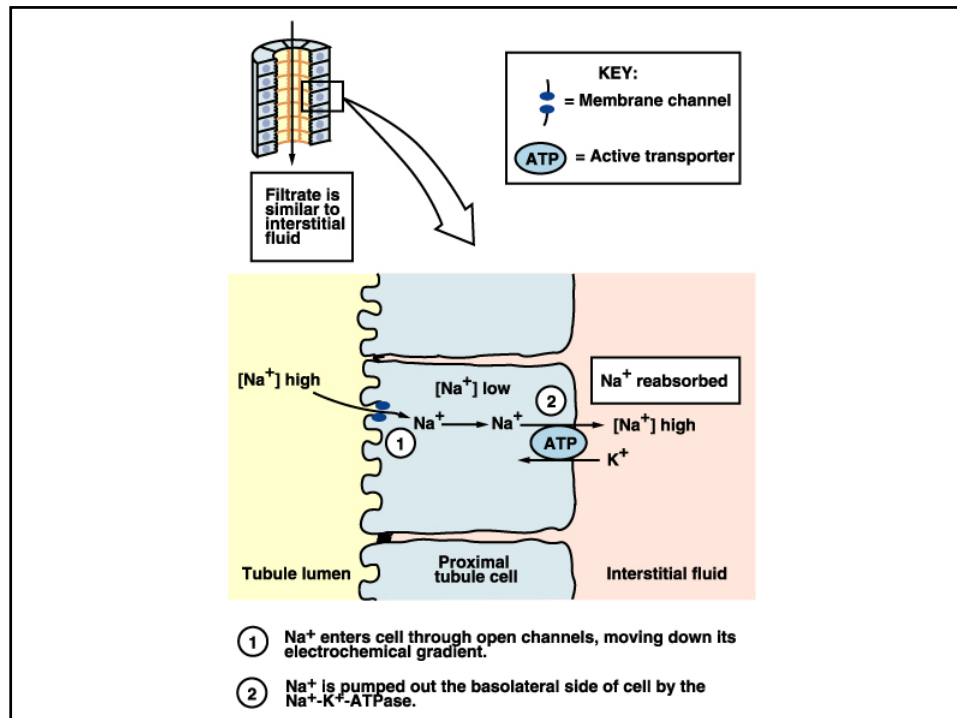 KEY:
= Membrane channel
ATP = Active transporter
Filtrate is
similar to
interstitial
fluid
[Na+] high
[Na+] low
2
Na+ reabsorbed
1
Na+
Na+
[Na+] high
ATP
K+
Tubule lumen
Proximal
tubule cell
Interstitial fluid
1 Na+ enters cell through open channels, moving down its
electrochemical gradient.
2 Na+ is pumped out the basolateral side of cell by the
Na+-K+-ATPase.